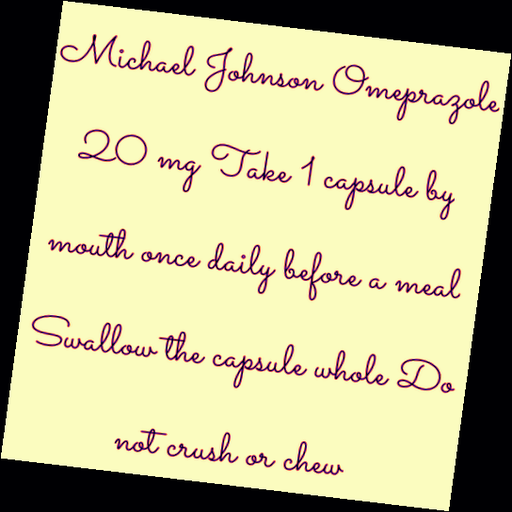 Michael Johnson Omeprazole
20 mg Take 1 capsule by
mouth once daily before a meal
Swallow the capsule whole Do
not crush or chew